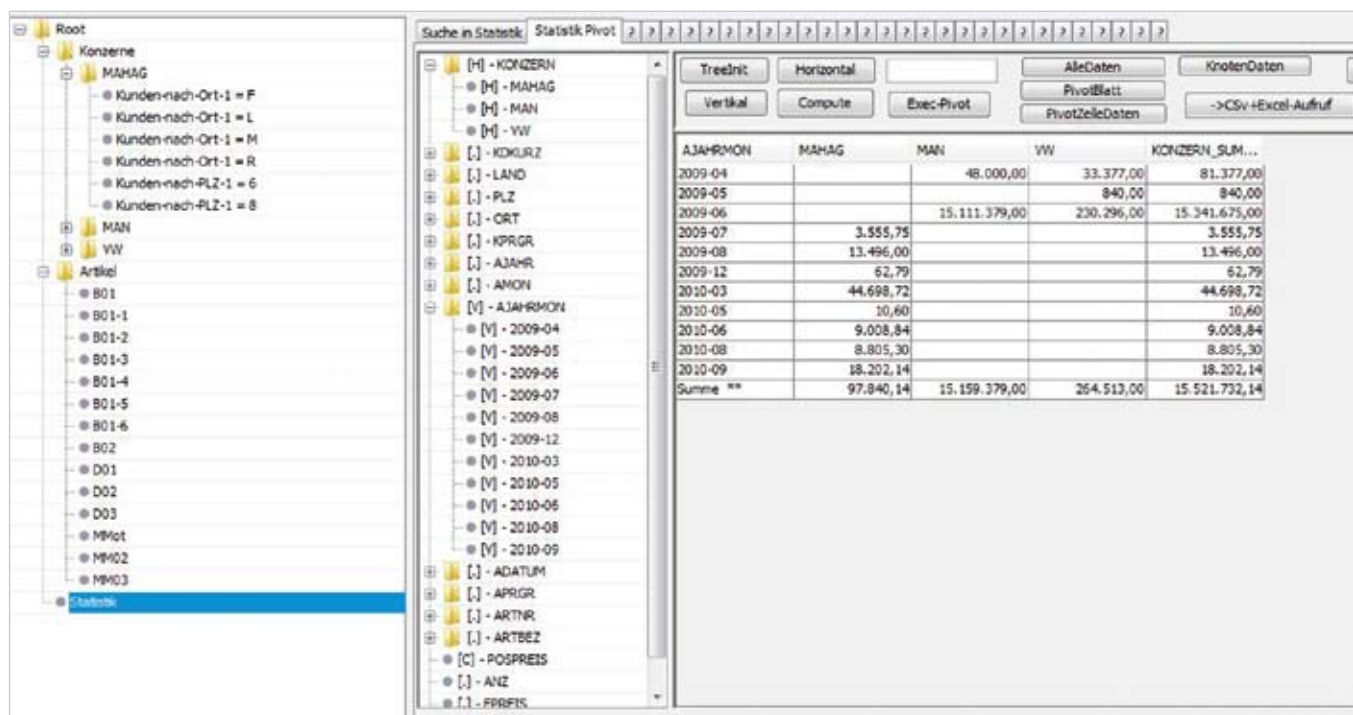 Root
Konzerne
MAHAG
Kunden-nach-Ort-1 = F
Kunden-nach-Ort-1 = L
Kunden-nach-Ort-1 = M
Kunden-nach-Ort-1 = R
Kunden-nach-PLZ-1 = 6
Kunden-nach-PLZ-1 = 8
MAN
VW
Artikel
B01
B01-1
B01-2
B01-3
B01-4
B01-5
B01-6
B02
D01
D02
D03
MMot
MM02
MM03
Statistik
Suche in Statistik Statistik Pivot ? ? ? ? ? ? ? ? ? ? ? ? ? ? ? ? ? ? ? ? ? ? ? ? ? ? ? ?
[H] - KONZERN
[H] - MAHAG
[H] - MAN
[H] - VW
[.] - KOKURZ
[.] - LAND
[.] - PLZ
[.] - ORT
[.] - KPRGR
[.] - AJAHR
[.] - AMON
[V] - AJAHRMON
[V] - 2009-04
[V] - 2009-05
[V] - 2009-06
[V] - 2009-07
[V] - 2009-08
[V] - 2009-12
[V] - 2010-03
[V] - 2010-05
[V] - 2010-06
[V] - 2010-08
[V] - 2010-09
[.] - ADATUM
[.] - APRGR
[.] - ARTNR
[.] - ARTBEZ
[C] - POSPREIS
[.] - ANZ
[.] - EPREIS
TreeInit Horizontal AlleDaten KnotenDaten
PivotBlatt
Vertikal Compute Exec-Pivot ->CSv+Excel-Aufruf
PivotZelleDaten
AJAHRMON MAHAG MAN VW KONZERN_SUM...
2009-04 48.000,00 33.377,00 81.377,00
2009-05 840,00 840,00
2009-06 15.111.379,00 230.296,00 15.341.675,00
2009-07 3.555,75 3.555,75
2009-08 13.496,00 13.496,00
2009-12 62,79 62,79
2010-03 44.698,72 44.698,72
2010-05 10,60 10,60
2010-06 9.008,84 9.008,84
2010-08 8.805,30 8.805,30
2010-09 18.202,14 18.202,14
Summe ** 97.840,14 15.159.379,00 264.513,00 15.521.732,14